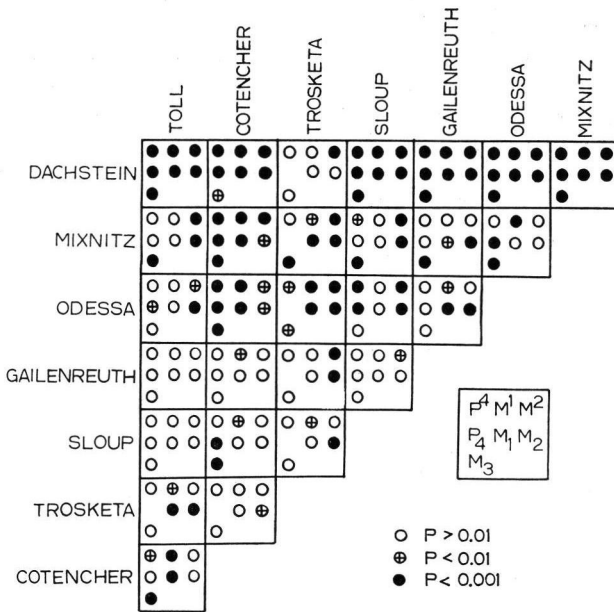 TOLL
COTENCHER
TROSKETA
SLOUP
GAILENREUTH
ODESSA
MIXNITZ
DACHSTEIN
MIXNITZ
ODESSA
GAILENREUTH
SLOUP
TROSKETA
COTENCHER
P⁴ M¹ M²
P₄ M₁ M₂
M₃
○ P > 0.01
⊕ P < 0.01
● P < 0.001